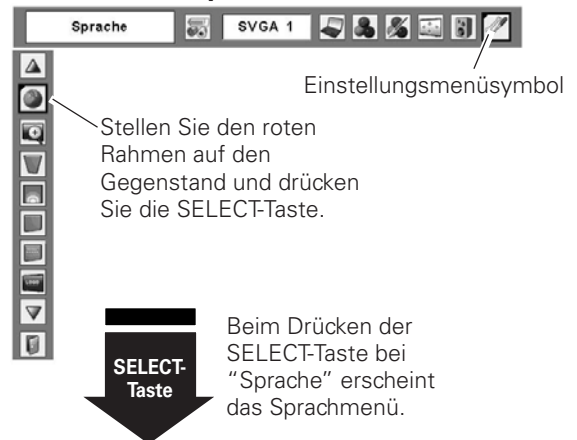 Sprache SVGA 1
Einstellungsmenüsymbol
Stellen Sie den roten
Rahmen auf den
Gegenstand und drücken
Sie die SELECT-Taste.
SELECT-
Taste
Beim Drücken der
SELECT-Taste bei
“Sprache” erscheint
das Sprachmenü.